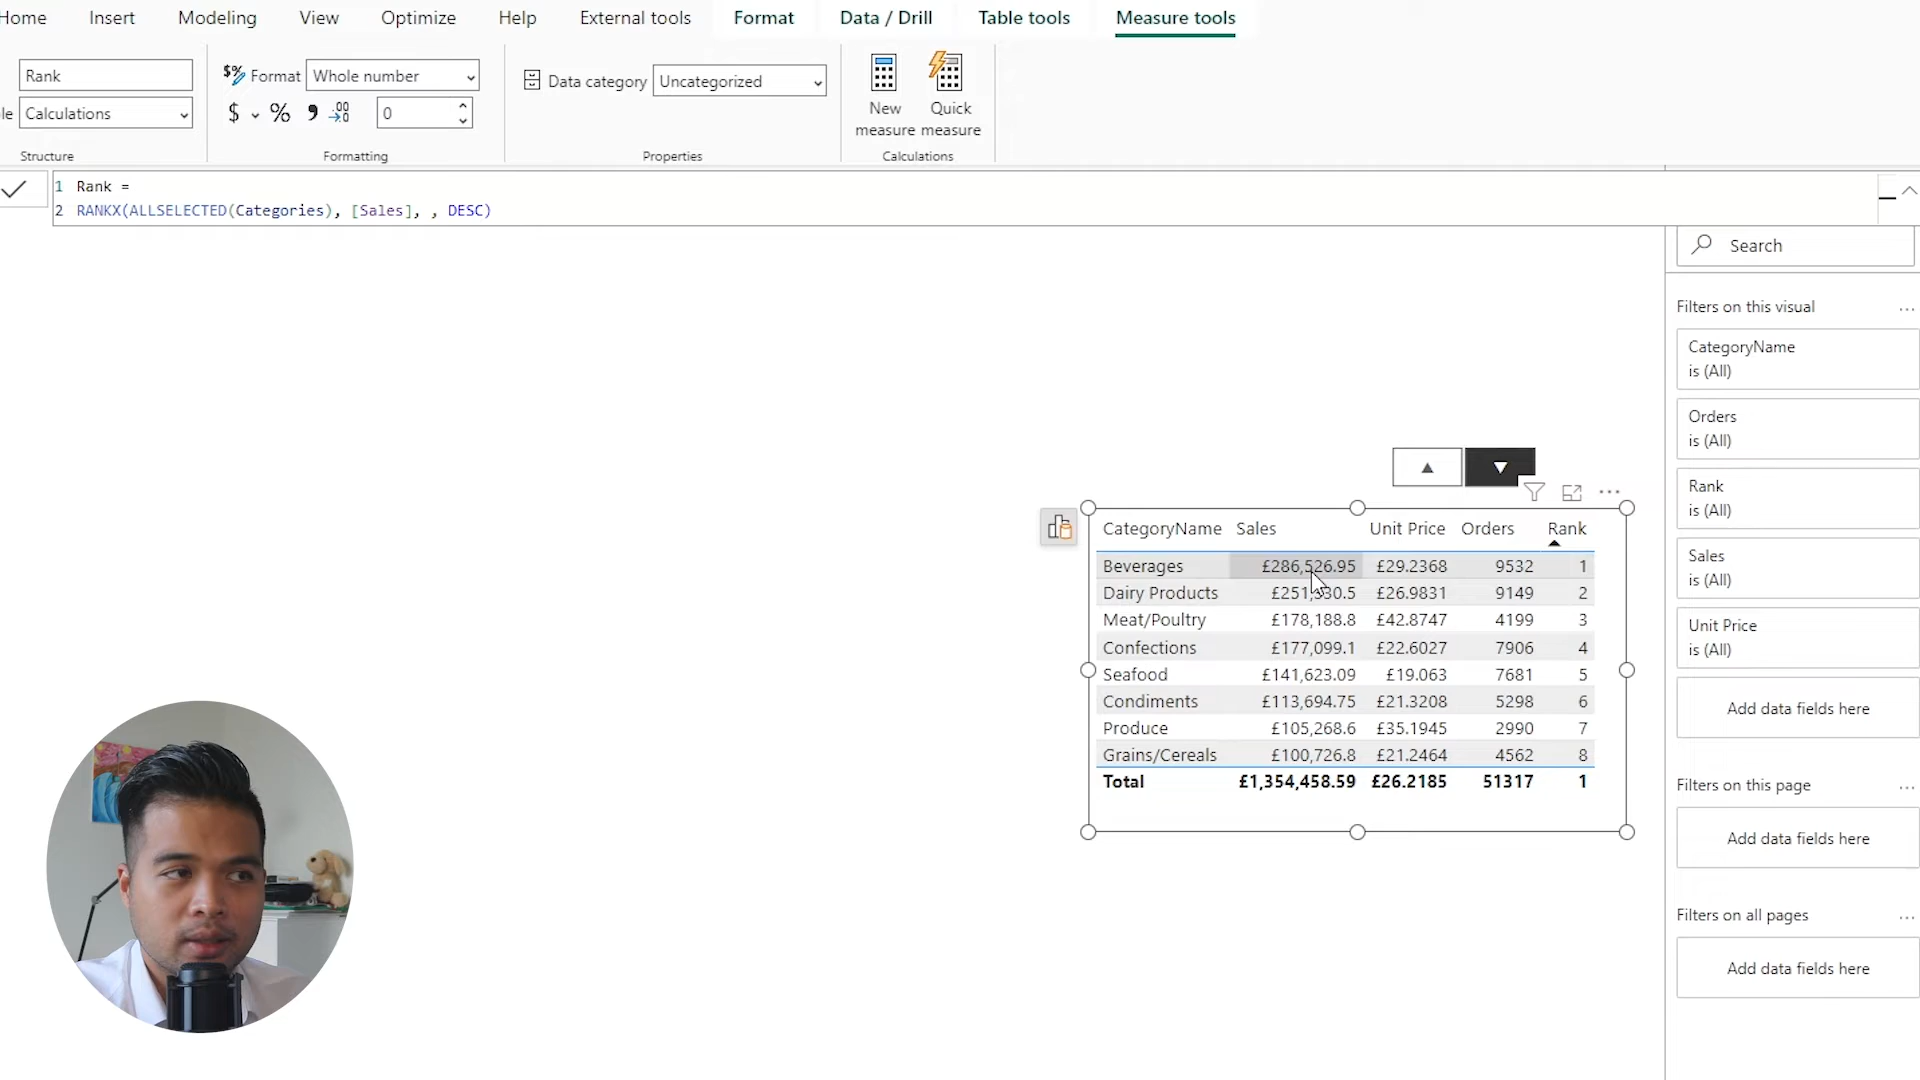 Home Insert Modeling View Optimize Help External tools Format Data / Drill Table tools Measure tools
Rank
$% Format Whole number
Data category Uncategorized
New measure
Quick measure
le Calculations
$ % , .00 0
Structure
Formatting
Properties
Calculations
1 Rank =
2 RANKX(ALLSELECTED(Categories), [Sales], , DESC)
Search
Filters on this visual ...
CategoryName
is (All)
Orders
is (All)
Rank
is (All)
Sales
is (All)
Unit Price
is (All)
Add data fields here
Filters on this page ...
Add data fields here
Filters on all pages ...
Add data fields here
CategoryName Sales Unit Price Orders Rank
Beverages £286,526.95 £29.2368 9532 1
Dairy Products £26.9831 9149 2
Meat/Poultry £178,188.8 £42.8747 4199 3
Confections £177,099.1 £22.6027 7906 4
Seafood £141,623.09 £19.063 7681 5
Condiments £113,694.75 £21.3208 5298 6
Produce £105,268.6 £35.1945 2990 7
Grains/Cereals £100,726.8 £21.2464 4562 8
Total £1,354,458.59 £26.2185 51317 1